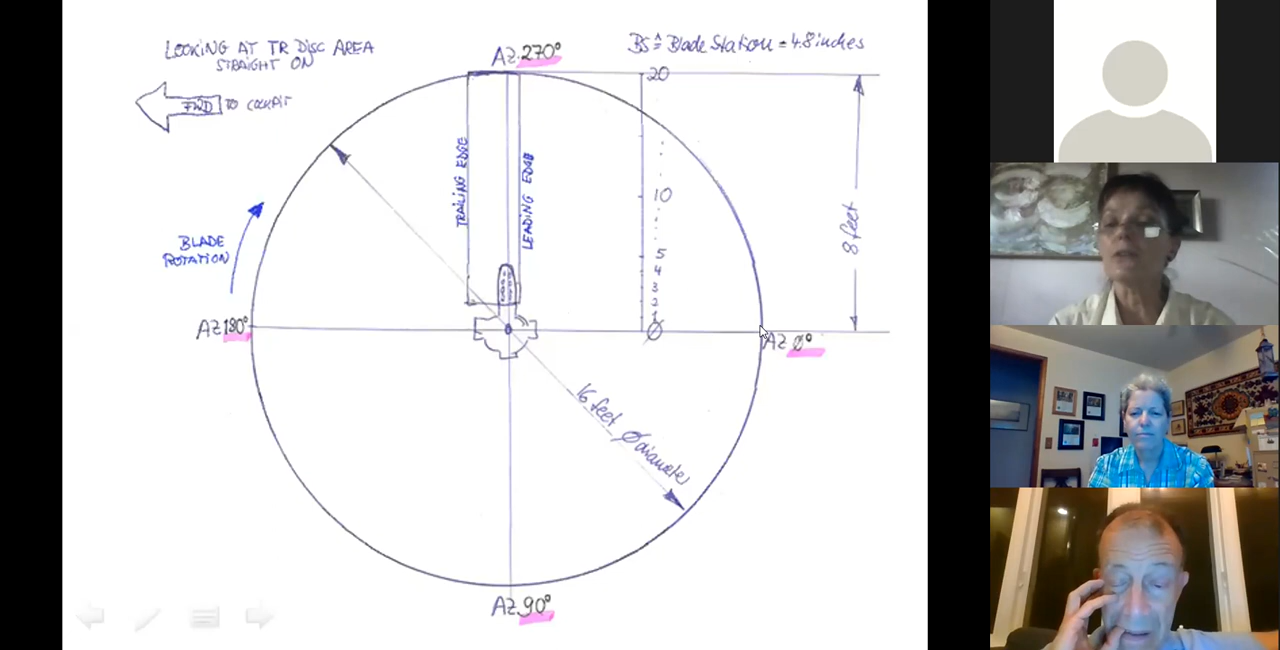 LOOKING AT TR DISC AREA
STRAIGHT ON
AZ.270°
BS ≙ Blade Station = 4.8 inches
FWD TO COCKPIT
20
TRAILING EDGE
LEADING EDGE
10
8 feet
BLADE
ROTATION
5
4
3
2
1
Ø
AZ 180°
AZ Ø°
16 feet Ø diameter
AZ.90°